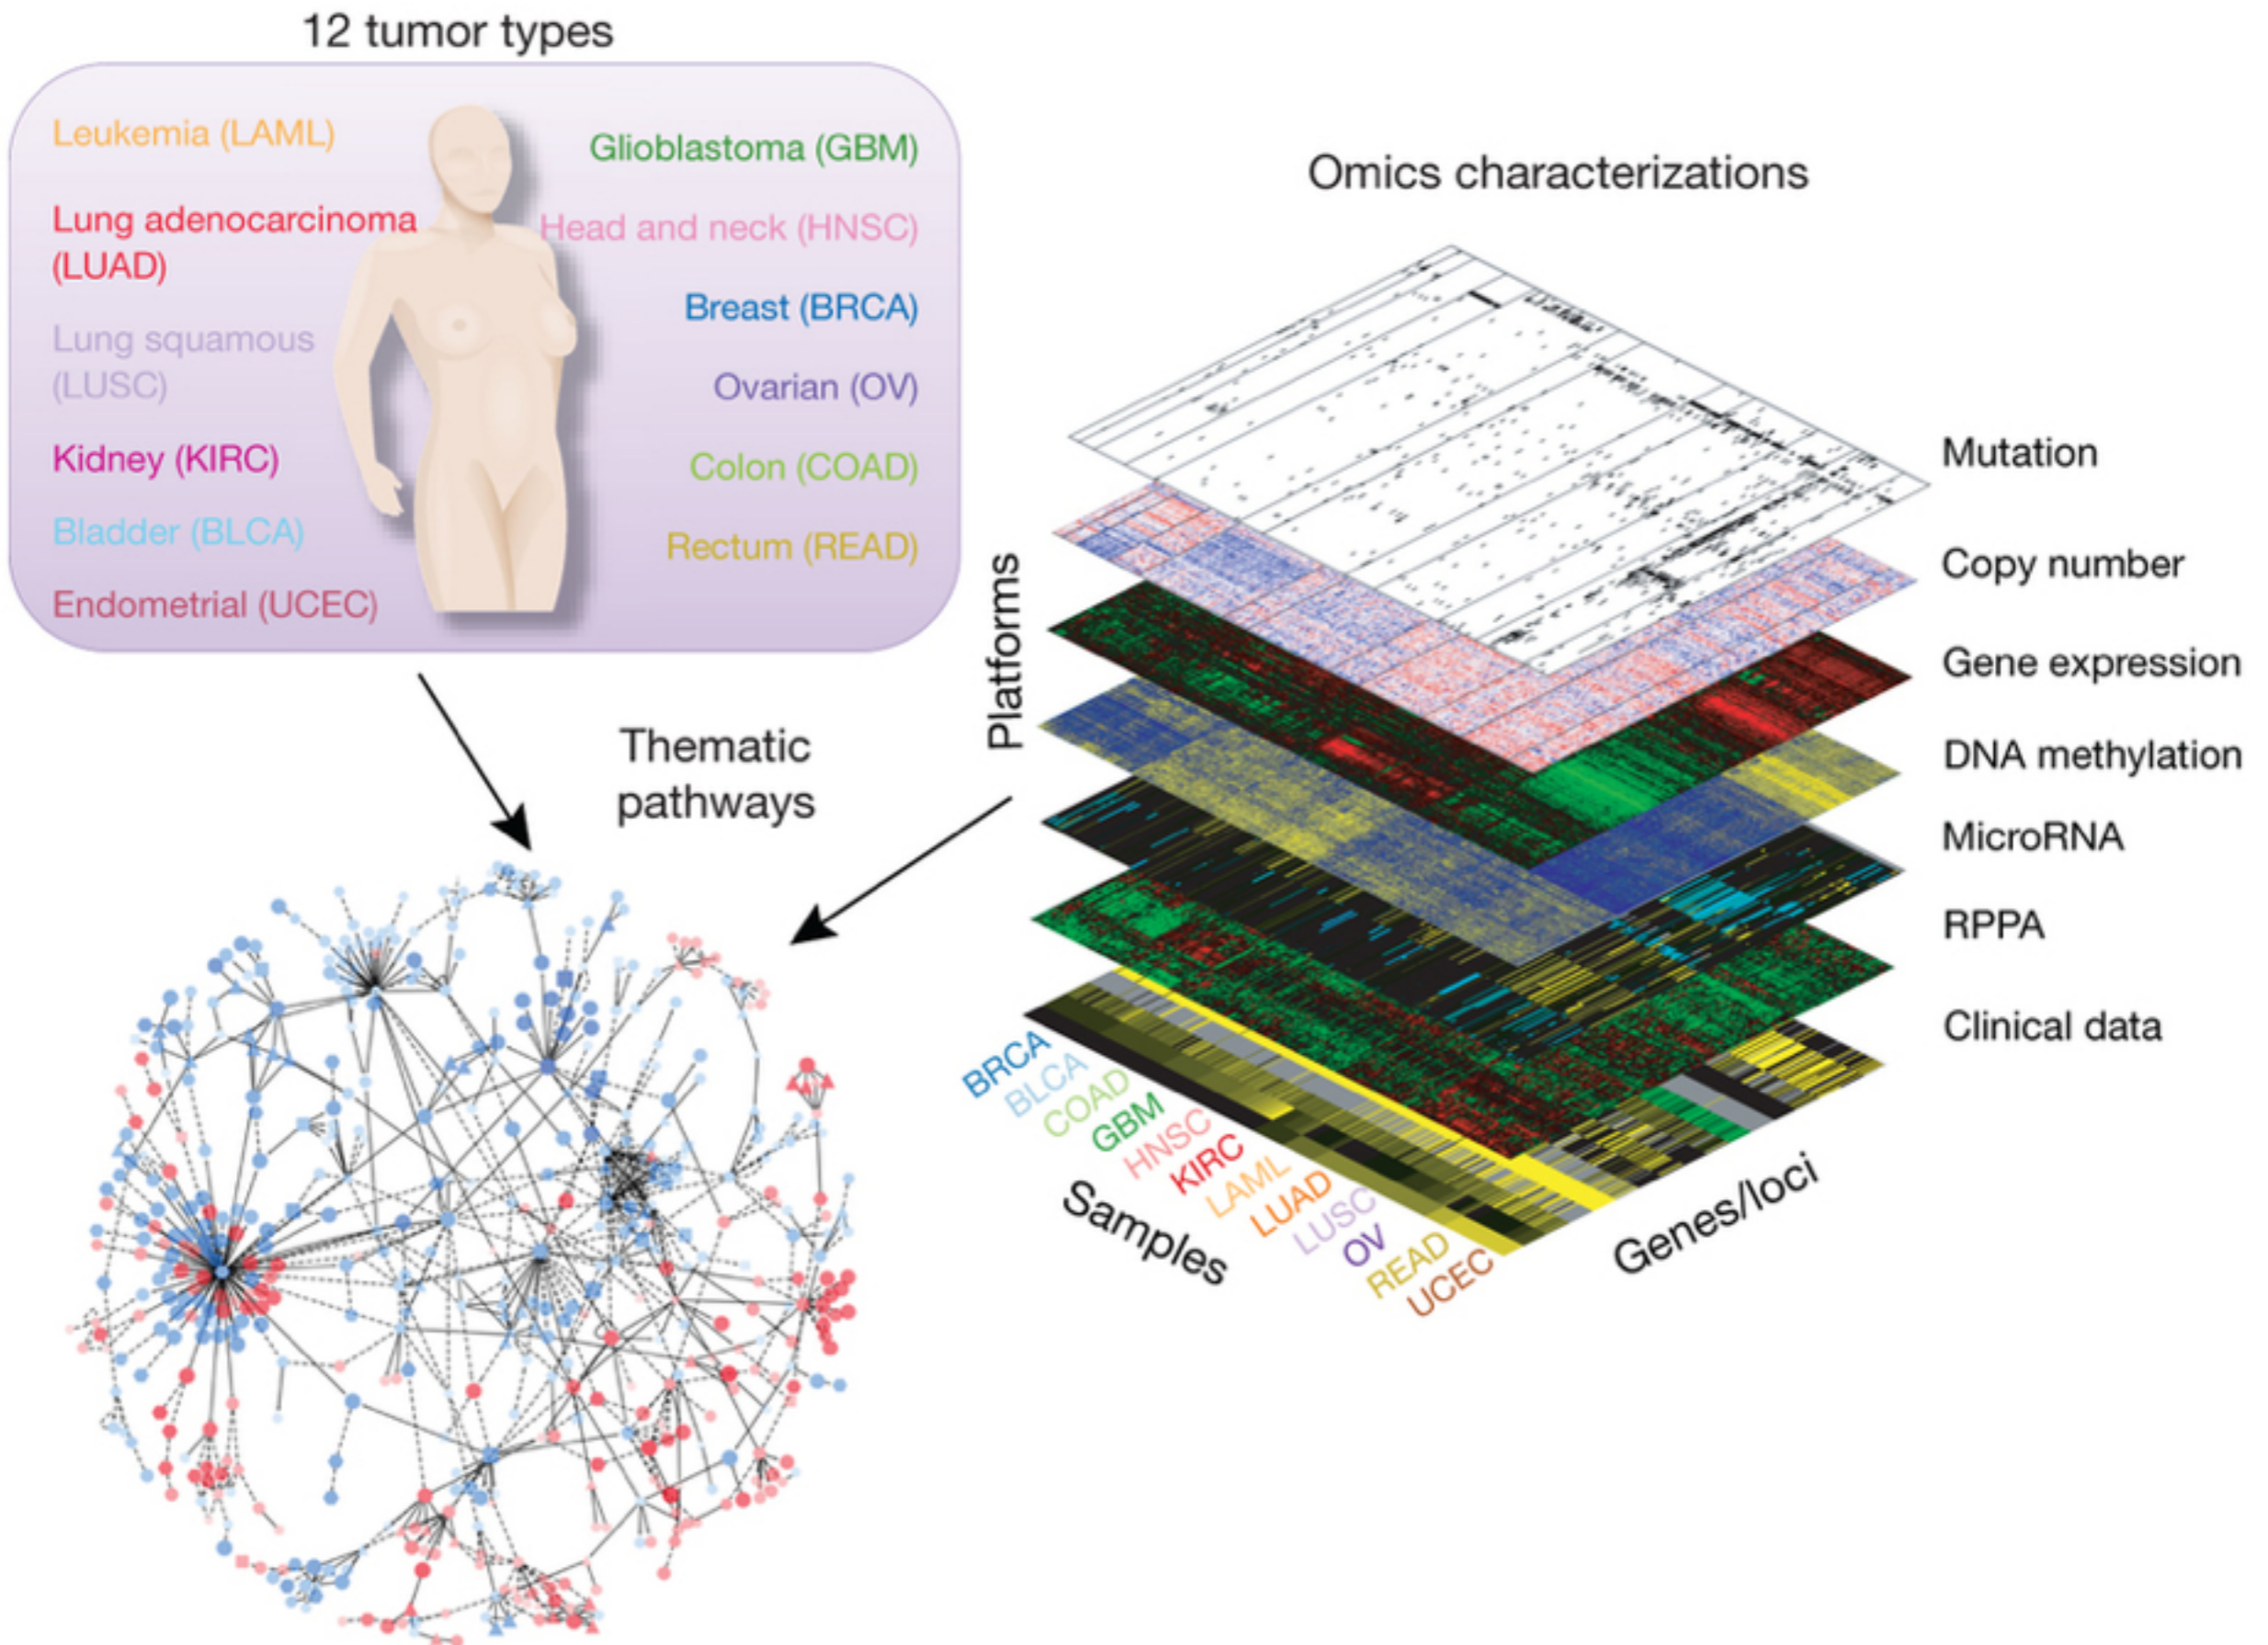 12 tumor types
Leukemia (LAML)
Lung adenocarcinoma
(LUAD)
Lung squamous
(LUSC)
Kidney (KIRC)
Bladder (BLCA)
Endometrial (UCEC)
Glioblastoma (GBM)
Head and neck (HNSC)
Breast (BRCA)
Ovarian (OV)
Colon (COAD)
Rectum (READ)
Thematic
pathways
Omics characterizations
Platforms
Mutation
Copy number
Gene expression
DNA methylation
MicroRNA
RPPA
Clinical data
BRCA
BLCA
COAD
GBM
HNSC
KIRC
LAML
LUAD
LUSC
OV
READ
UCEC
Samples
Genes/loci